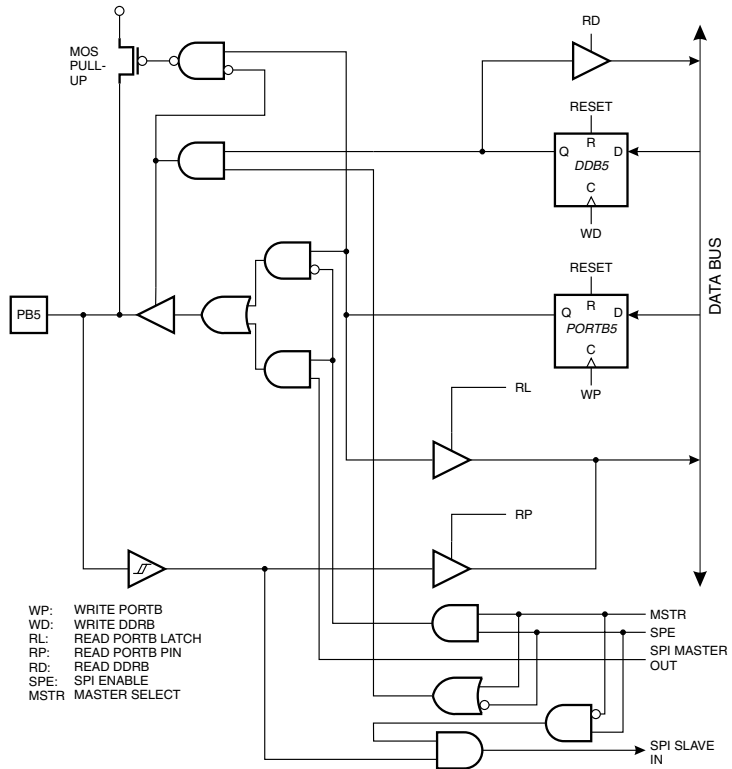 RD
MOS
PULL-
UP
RESET
R
Q
D
DDB5
C
WD
DATA BUS
RESET
R
Q
D
PB5
PORTB5
C
WP
RL
RP
WP: WRITE PORTB
WD: WRITE DDRB
RL: READ PORTB LATCH
RP: READ PORTB PIN
RD: READ DDRB
SPE: SPI ENABLE
MSTR MASTER SELECT
MSTR
SPE
SPI MASTER
OUT
SPI SLAVE
IN